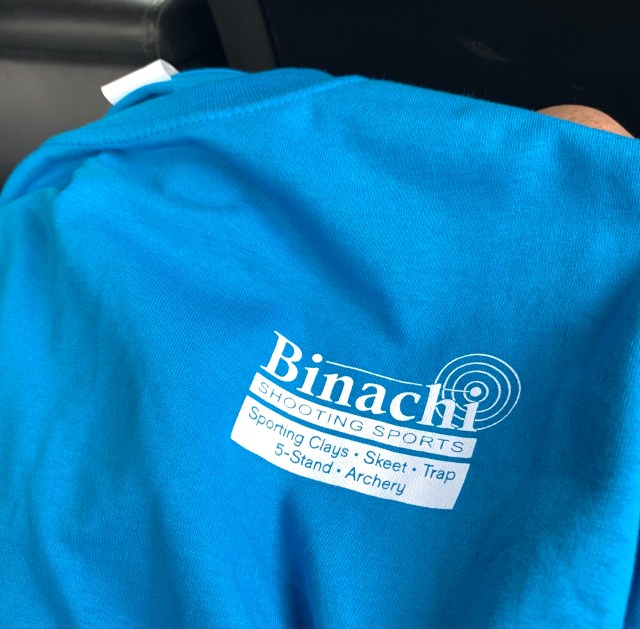 Binachi
SHOOTING SPORTS
Sporting Clays • Skeet • Trap
5-Stand • Archery